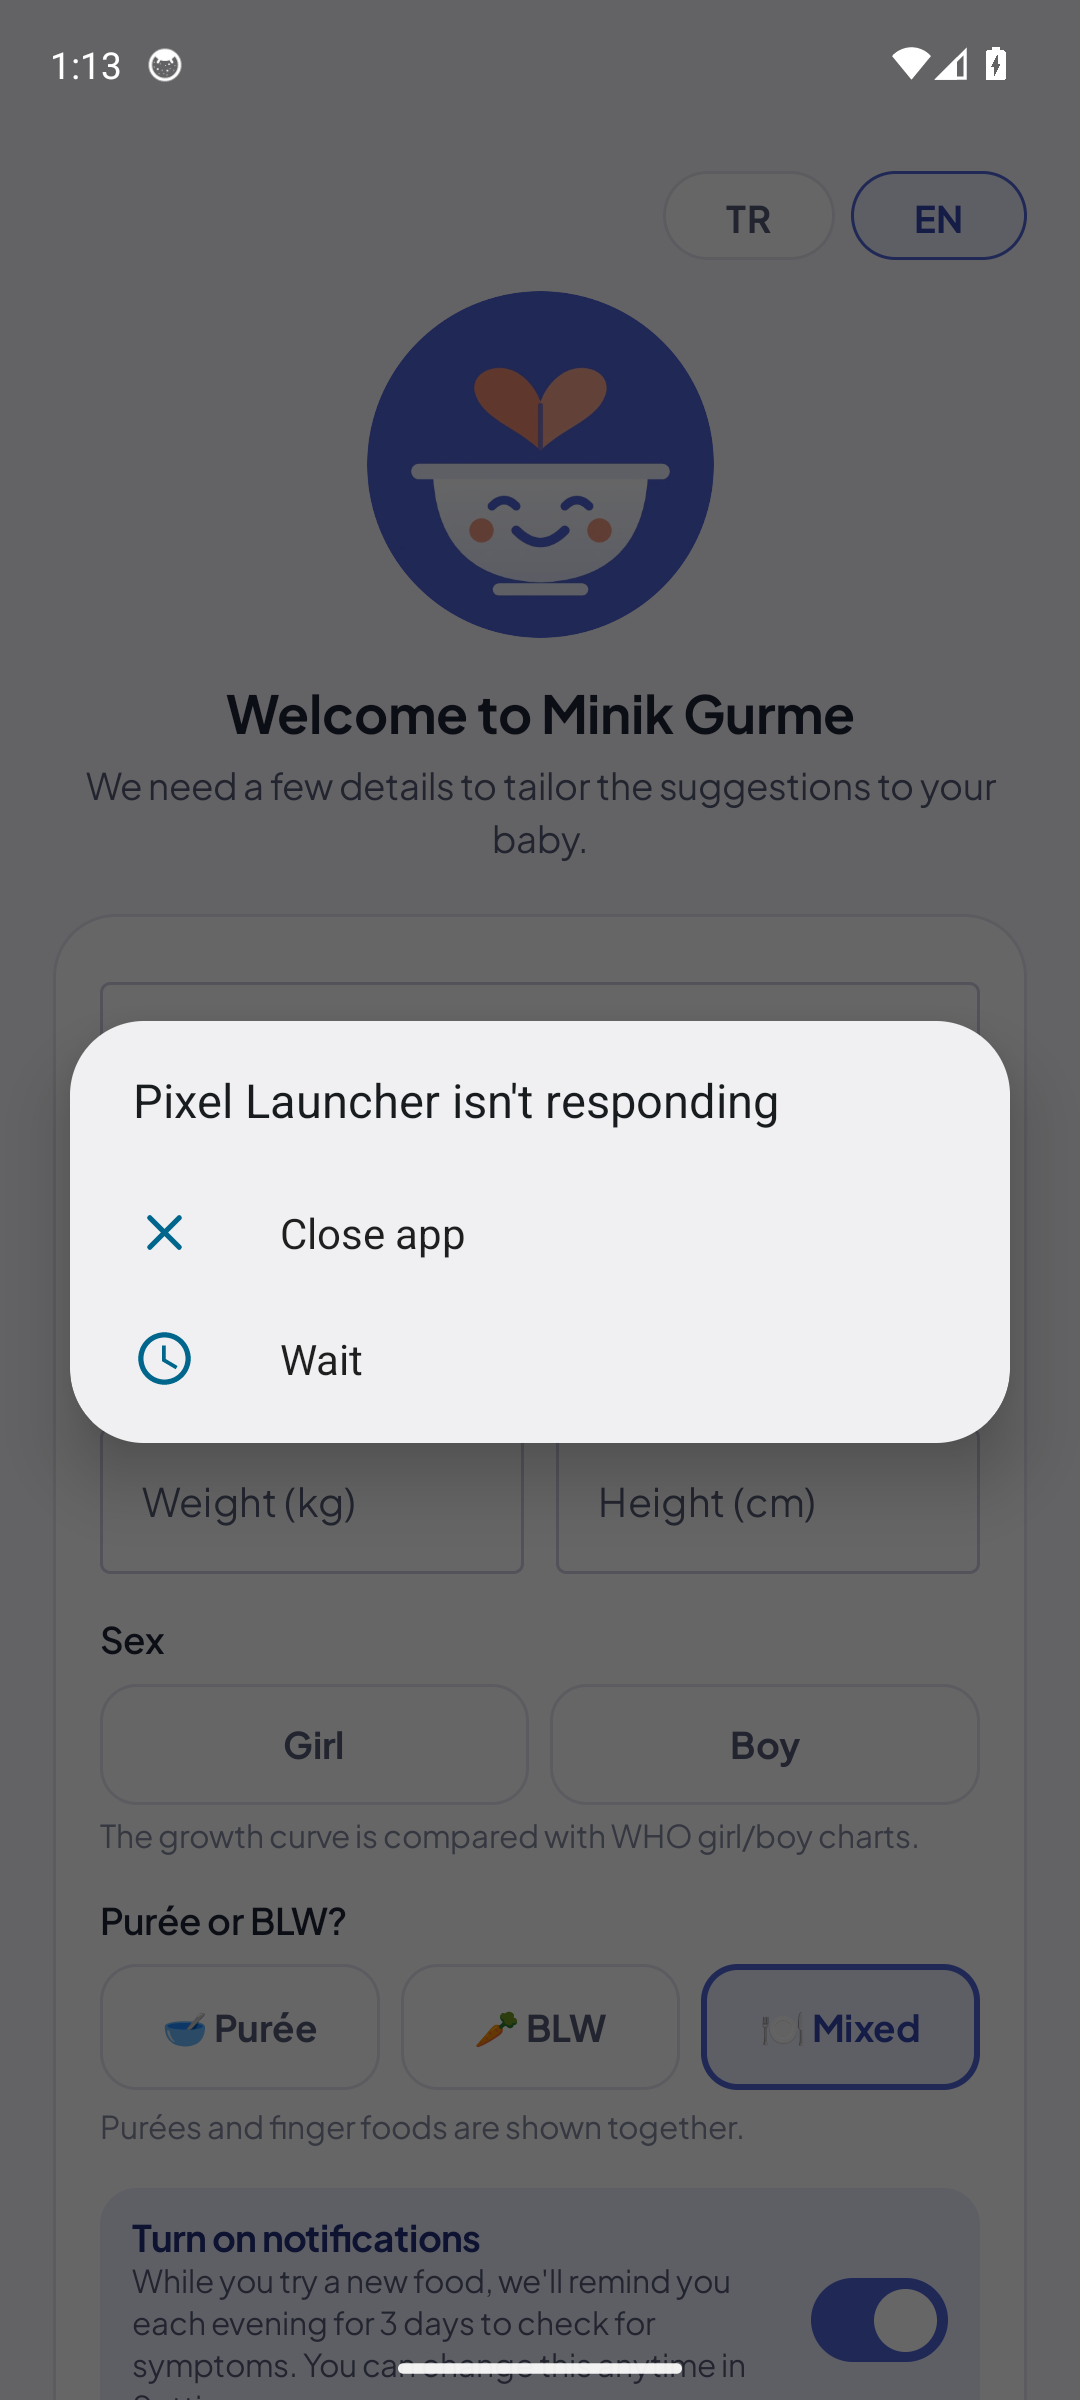 1:13
TR
EN
Welcome to Minik Gurme
We need a few details to tailor the suggestions to your
baby.
Pixel Launcher isn't responding
Close app
Wait
Weight (kg)
Height (cm)
Sex
Girl
Boy
The growth curve is compared with WHO girl/boy charts.
Purée or BLW?
Purée
BLW
Mixed
Purées and finger foods are shown together.
Turn on notifications
While you try a new food, we'll remind you
each evening for 3 days to check for
symptoms. You can change this anytime in